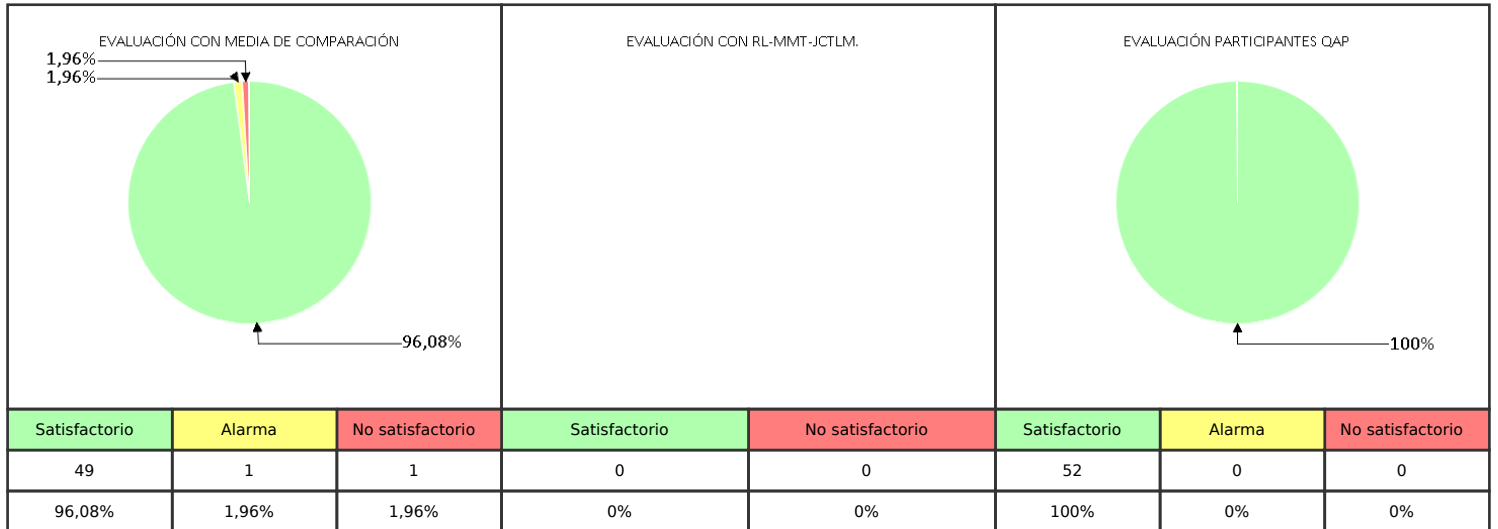 EVALUACIÓN CON MEDIA DE COMPARACIÓN
1,96%
1,96%
96,08%
EVALUACIÓN CON RL-MMT-JCTLM.
EVALUACIÓN PARTICIPANTES QAP
100%
Satisfactorio Alarma No satisfactorio Satisfactorio No satisfactorio Satisfactorio Alarma No satisfactorio
49 1 1 0 0 52 0 0
96,08% 1,96% 1,96% 0% 0% 100% 0% 0%